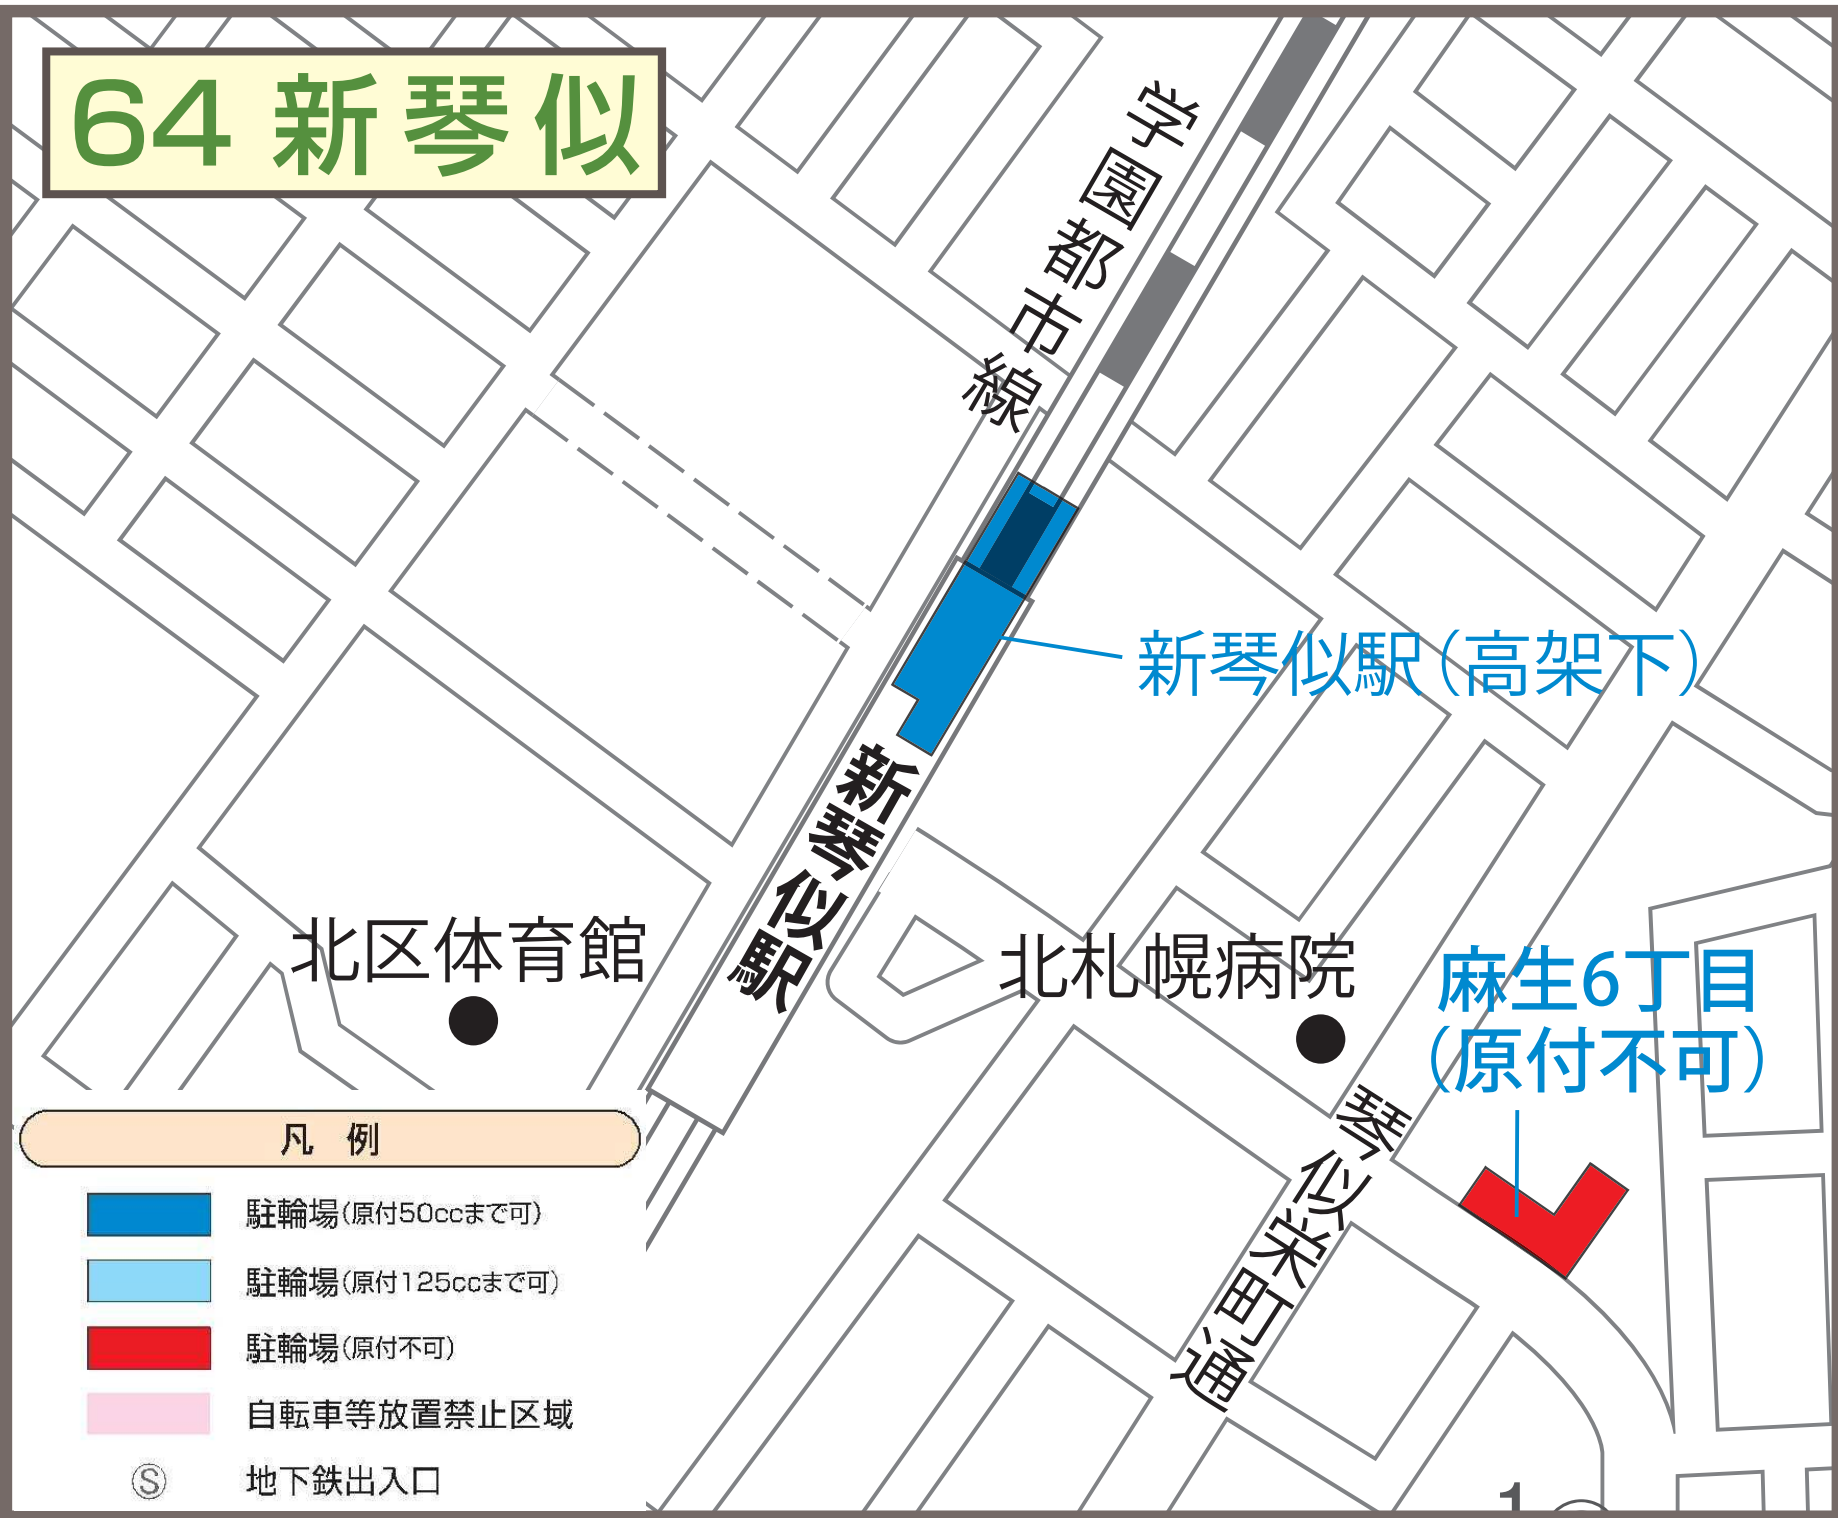 64 新琴似
学園都市線
新琴似駅（高架下）
新琴似駅
北区体育館
北札幌病院
麻生6丁目
（原付不可）
琴似栄町通
凡 例
駐輪場（原付50ccまで可）
駐輪場（原付125ccまで可）
駐輪場（原付不可）
自転車等放置禁止区域
Ⓢ 地下鉄出入口
1